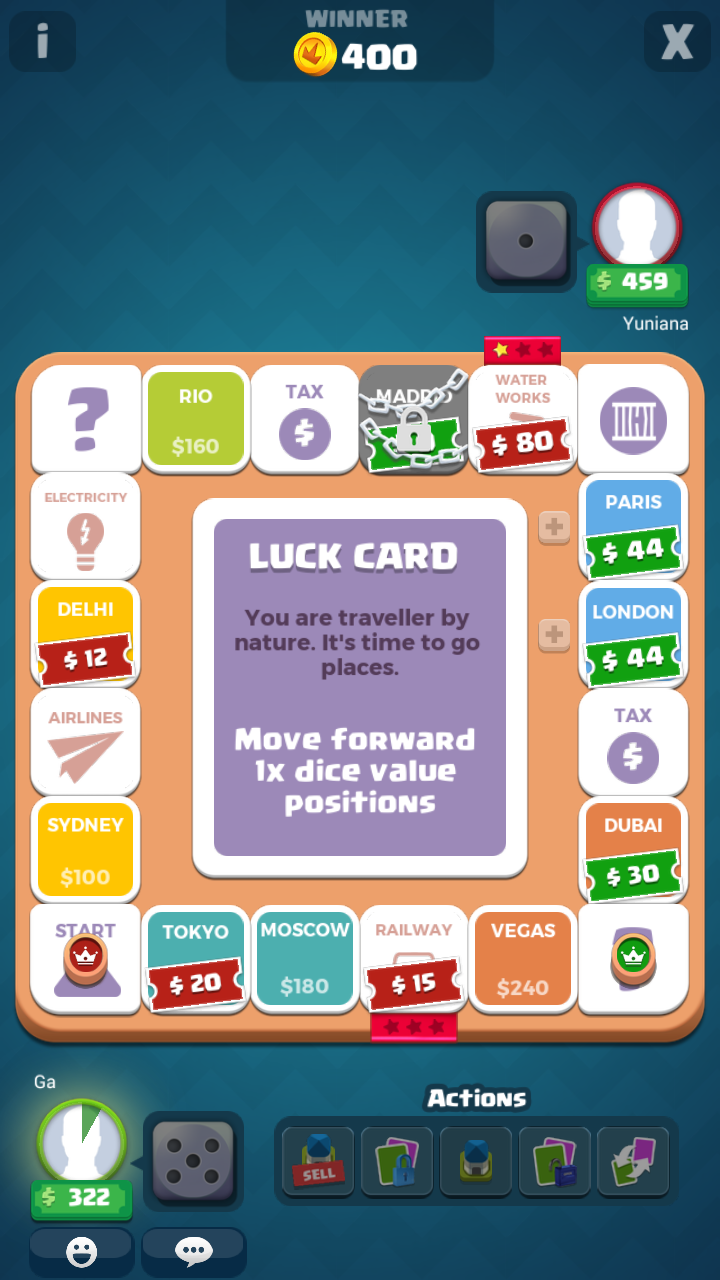 i
WINNER
400
X
$ 459
Yuniana
?
RIO
$160
TAX
$
WATER
WORKS
$ 80
ELECTRICITY
PARIS
$ 44
DELHI
$ 12
LONDON
$ 44
AIRLINES
TAX
$
SYDNEY
$100
DUBAI
$ 30
LUCK CARD
You are traveller by
nature. It's time to go
places.
Move forward
1x dice value
positions
START
TOKYO
$ 20
MOSCOW
$180
RAILWAY
$ 15
VEGAS
$240
Ga
$ 322
Actions
SELL